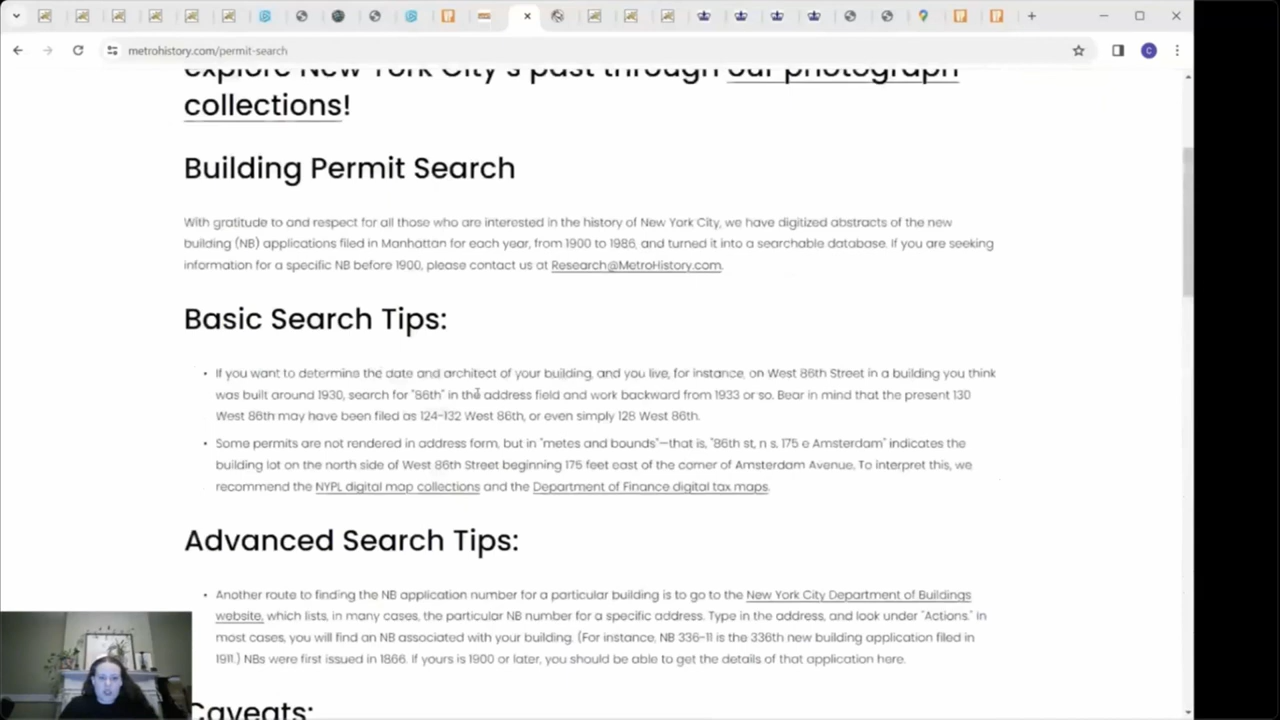 metrohistory.com/permit-search
C
explore New York City's past through our photograph
collections!
Building Permit Search
With gratitude to and respect for all those who are interested in the history of New York City, we have digitized abstracts of the new
building (NB) applications filed in Manhattan for each year, from 1900 to 1986, and turned it into a searchable database. If you are seeking
information for a specific NB before 1900, please contact us at Research@MetroHistory.com.
Basic Search Tips:
• If you want to determine the date and architect of your building, and you live, for instance, on West 86th Street in a building you think
was built around 1930, search for "86th" in the address field and work backward from 1933 or so. Bear in mind that the present 130
West 86th may have been filed as 124-132 West 86th, or even simply 128 West 86th.
• Some permits are not rendered in address form, but in "metes and bounds"—that is, "86th st, n s, 175 e Amsterdam" indicates the
building lot on the north side of West 86th Street beginning 175 feet east of the corner of Amsterdam Avenue. To interpret this, we
recommend the NYPL digital map collections and the Department of Finance digital tax maps.
Advanced Search Tips:
• Another route to finding the NB application number for a particular building is to go to the New York City Department of Buildings
website, which lists, in many cases, the particular NB number for a specific address. Type in the address, and look under "Actions." In
most cases, you will find an NB associated with your building. (For instance, NB 336-11 is the 336th new building application filed in
1911.) NBs were first issued in 1866. If yours is 1900 or later, you should be able to get the details of that application here.
Caveats: